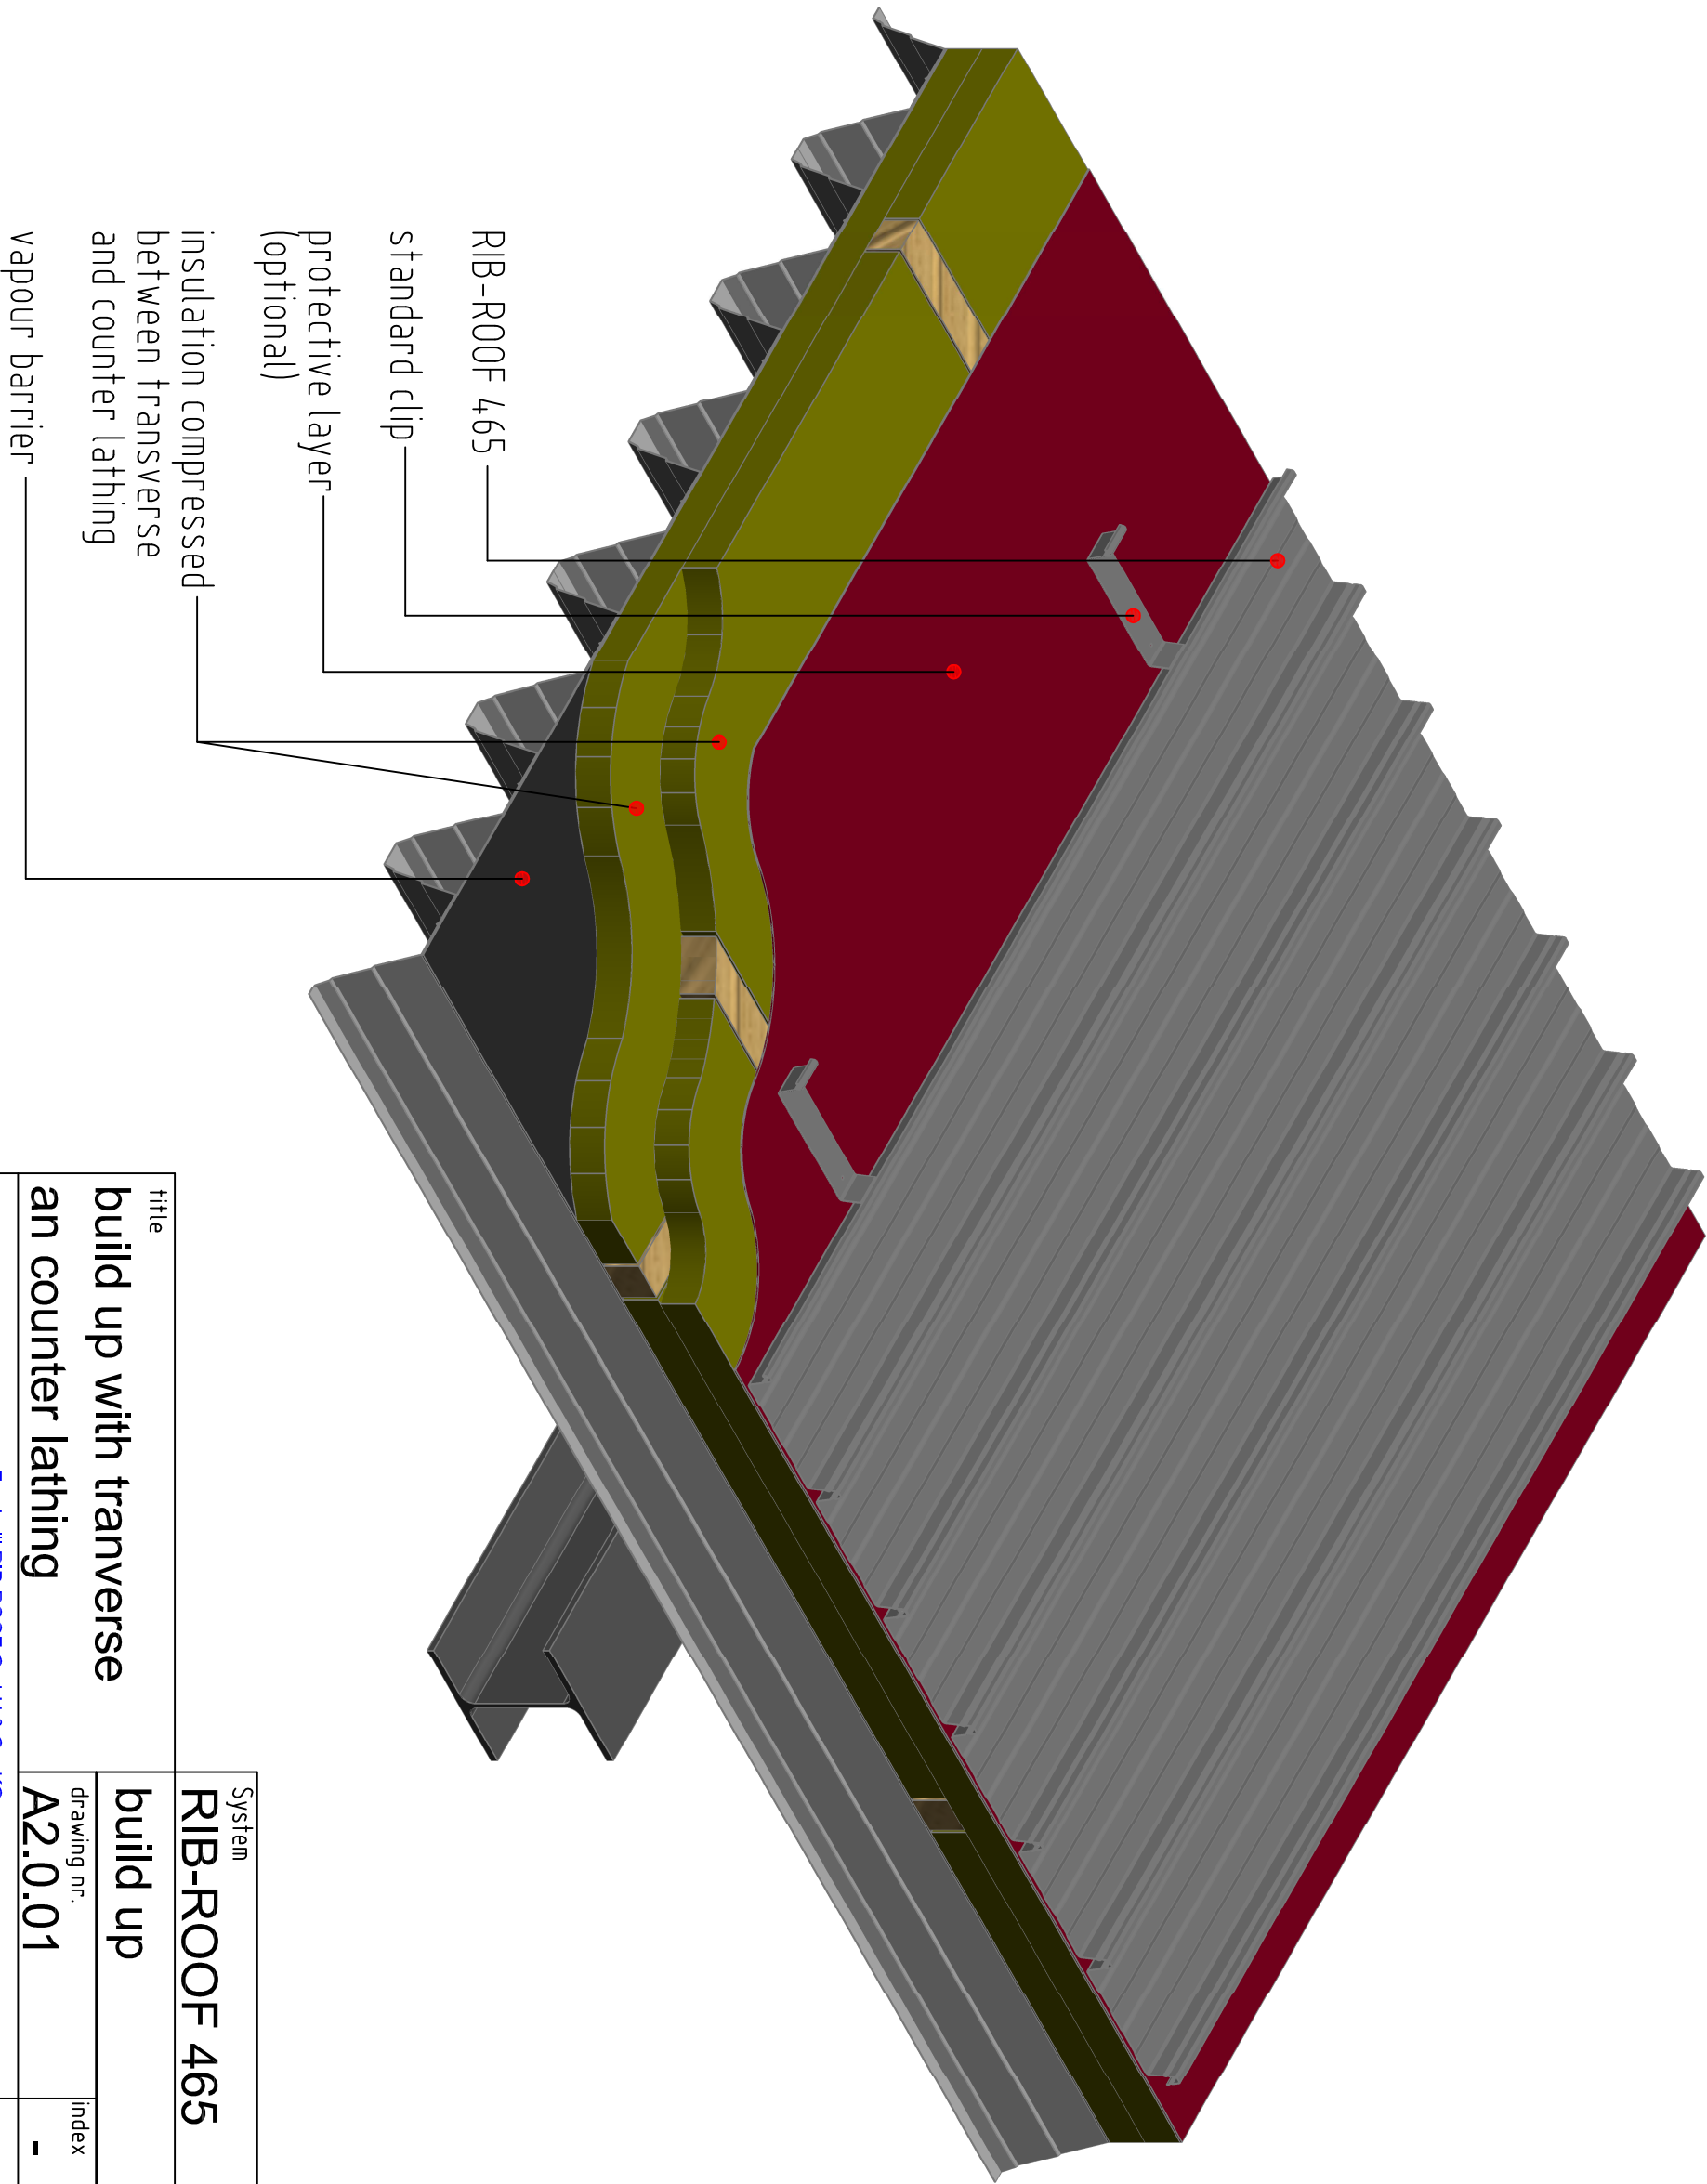 RIB-ROOF 465
standard clip
protective layer
(optional)
insulation compressed
between transverse
and counter lathing
vapour barrier
System
RIB-ROOF 465
title
build up with tranverse
an counter lathing
build up
drawing nr.
A2.0.01
index
-